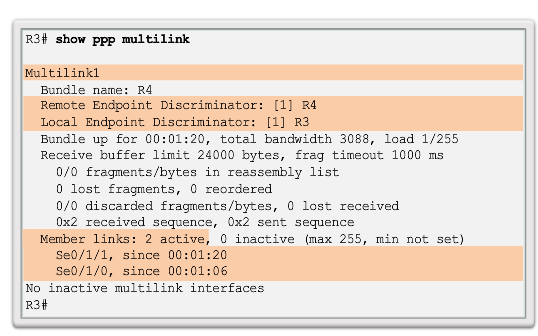 R3# show ppp multilink
Multilink1
Bundle name: R4
Remote Endpoint Discriminator: [1] R4
Local Endpoint Discriminator: [1] R3
Bundle up for 00:01:20, total bandwidth 3088, load 1/255
Receive buffer limit 24000 bytes, frag timeout 1000 ms
0/0 fragments/bytes in reassembly list
0 lost fragments, 0 reordered
0/0 discarded fragments/bytes, 0 lost received
0x2 received sequence, 0x2 sent sequence
Member links: 2 active, 0 inactive (max 255, min not set)
Se0/1/1, since 00:01:20
Se0/1/0, since 00:01:06
No inactive multilink interfaces
R3#